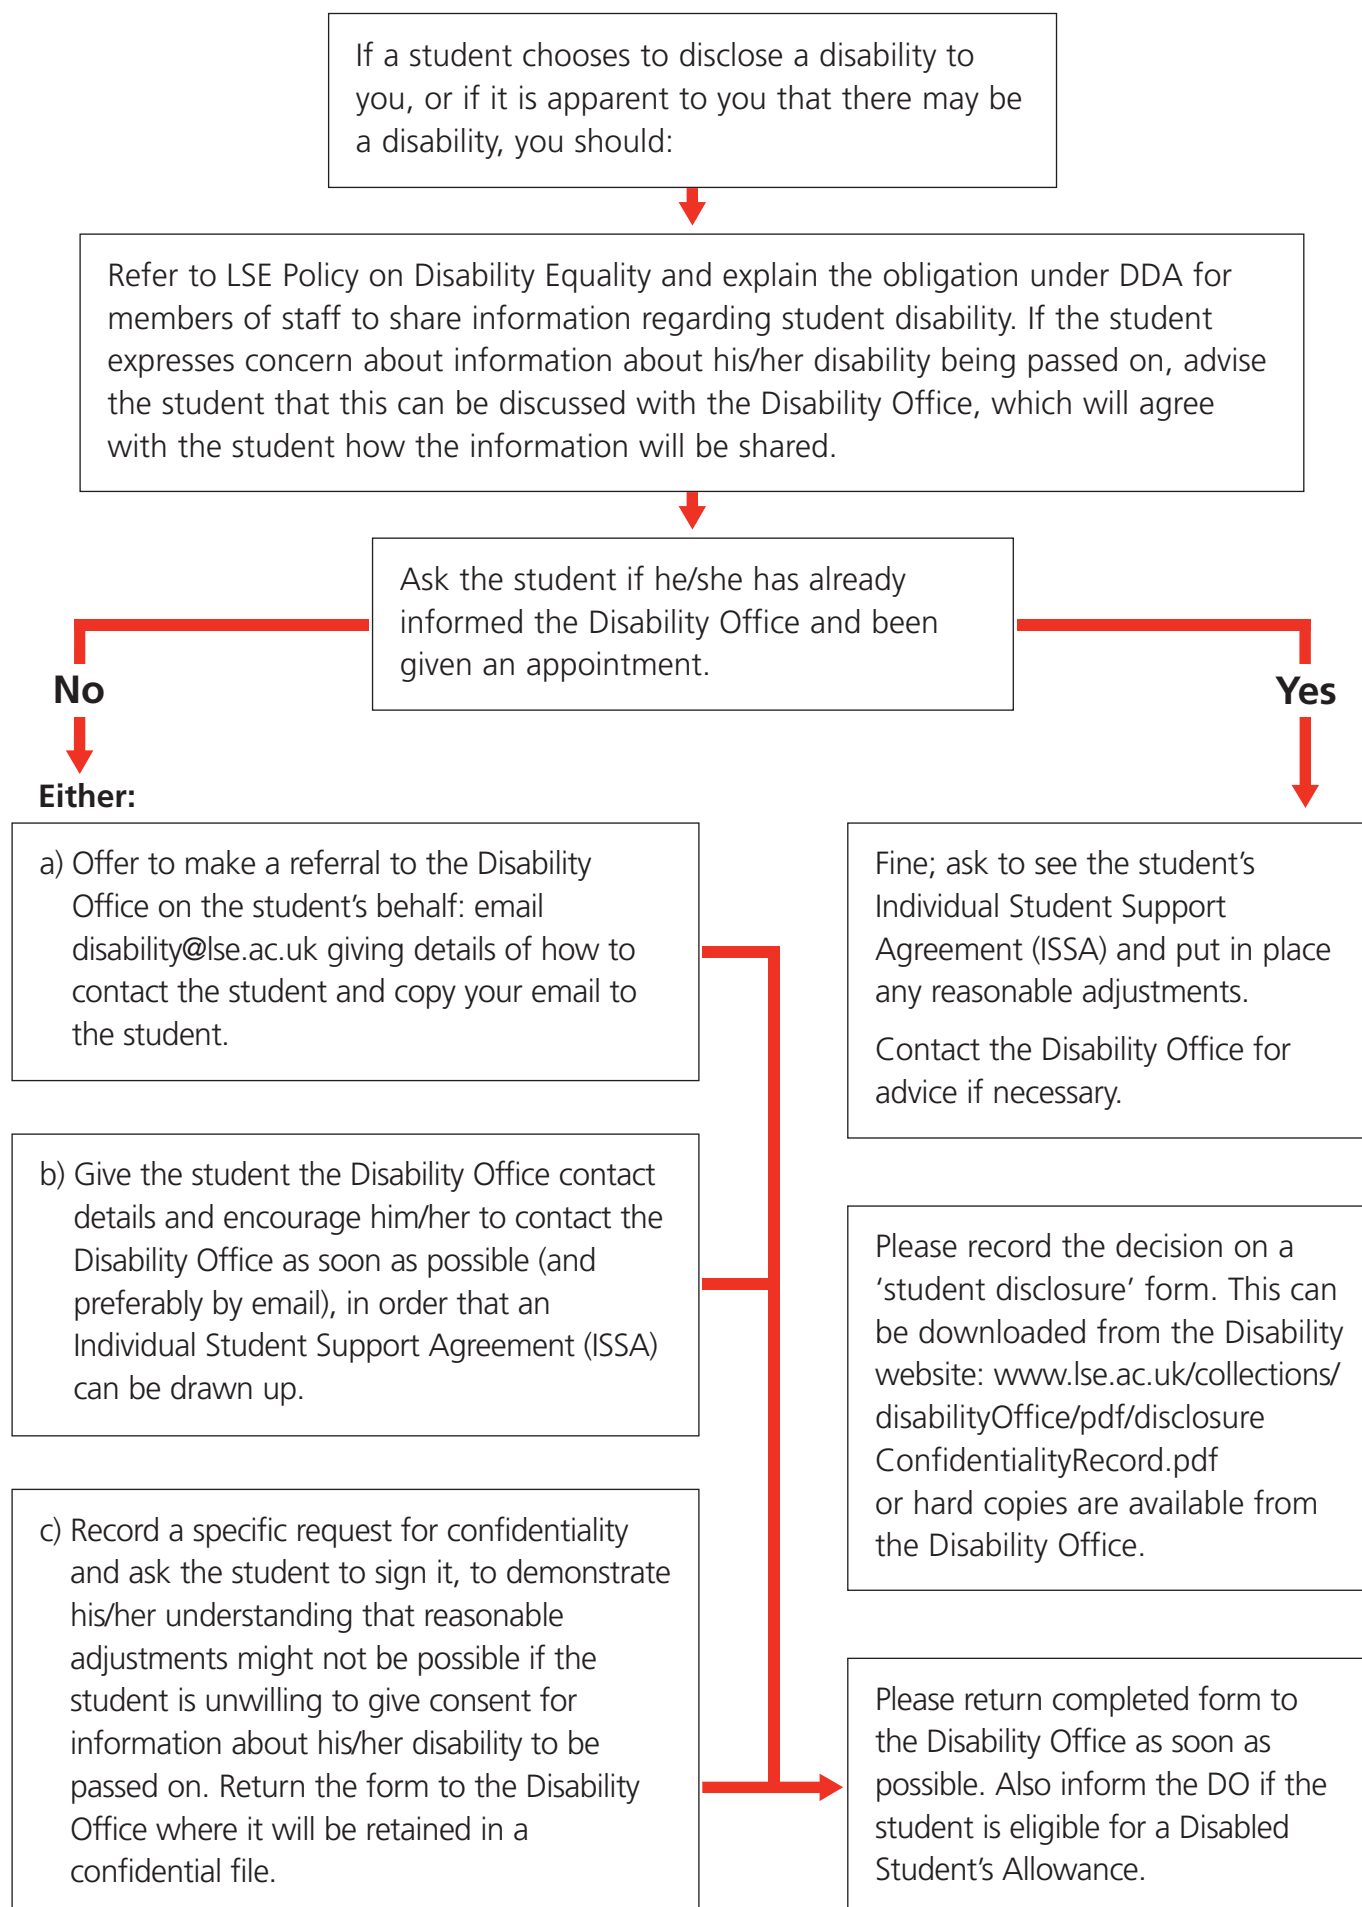 If a student chooses to disclose a disability to
you, or if it is apparent to you that there may be
a disability, you should:
Refer to LSE Policy on Disability Equality and explain the obligation under DDA for
members of staff to share information regarding student disability. If the student
expresses concern about information about his/her disability being passed on, advise
the student that this can be discussed with the Disability Office, which will agree
with the student how the information will be shared.
Ask the student if he/she has already
informed the Disability Office and been
given an appointment.
No
Yes
Either:
a) Offer to make a referral to the Disability
Office on the student’s behalf: email
disability@lse.ac.uk giving details of how to
contact the student and copy your email to
the student.
b) Give the student the Disability Office contact
details and encourage him/her to contact the
Disability Office as soon as possible (and
preferably by email), in order that an
Individual Student Support Agreement (ISSA)
can be drawn up.
c) Record a specific request for confidentiality
and ask the student to sign it, to demonstrate
his/her understanding that reasonable
adjustments might not be possible if the
student is unwilling to give consent for
information about his/her disability to be
passed on. Return the form to the Disability
Office where it will be retained in a
confidential file.
Fine; ask to see the student’s
Individual Student Support
Agreement (ISSA) and put in place
any reasonable adjustments.
Contact the Disability Office for
advice if necessary.
Please record the decision on a
‘student disclosure’ form. This can
be downloaded from the Disability
website: www.lse.ac.uk/collections/
disabilityOffice/pdf/disclosure
ConfidentialityRecord.pdf
or hard copies are available from
the Disability Office.
Please return completed form to
the Disability Office as soon as
possible. Also inform the DO if the
student is eligible for a Disabled
Student’s Allowance.